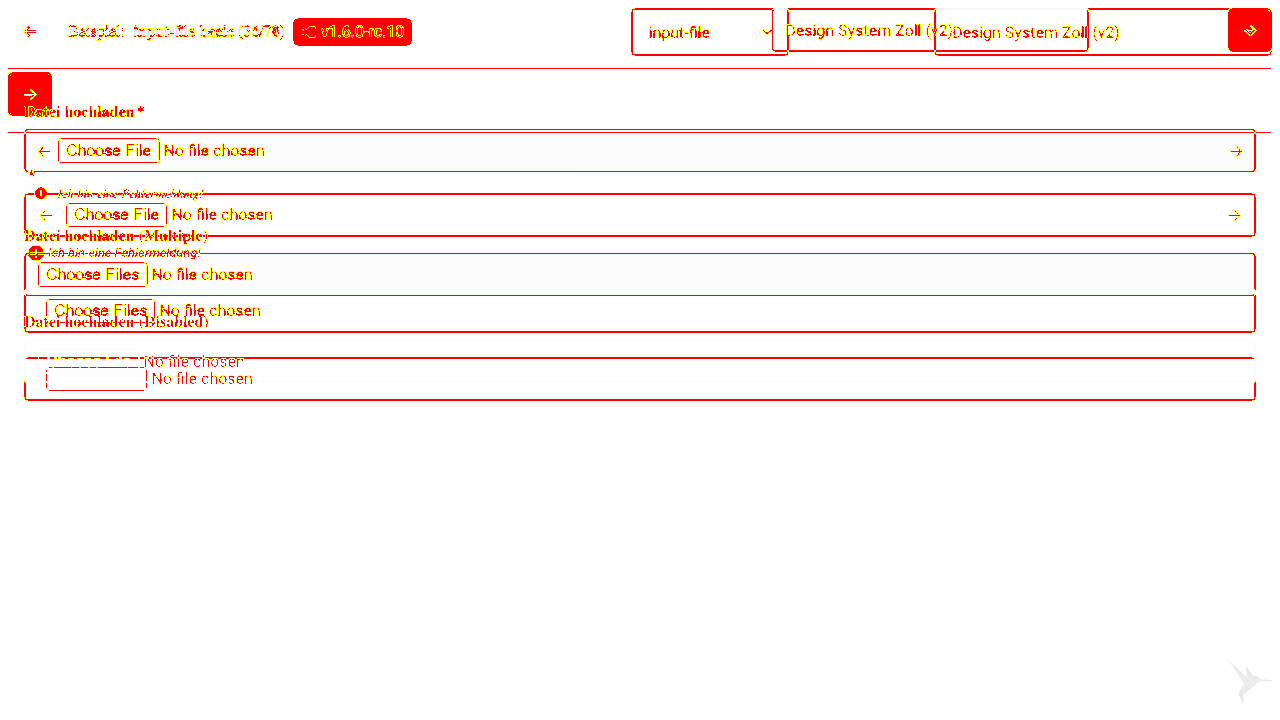 Beispiel: input-file basic (36/78) v1.6.0-rc.10 input-file Design System Zoll (v2) Design System Zoll (v2)
Datei hochladen *
Choose File No file chosen
*
Ich bin eine Fehlermeldung!
Choose File No file chosen
Datei hochladen (Multiple)
Ich bin eine Fehlermeldung!
Choose Files No file chosen
Choose Files No file chosen
Datei hochladen (Disabled)
No file chosen
No file chosen